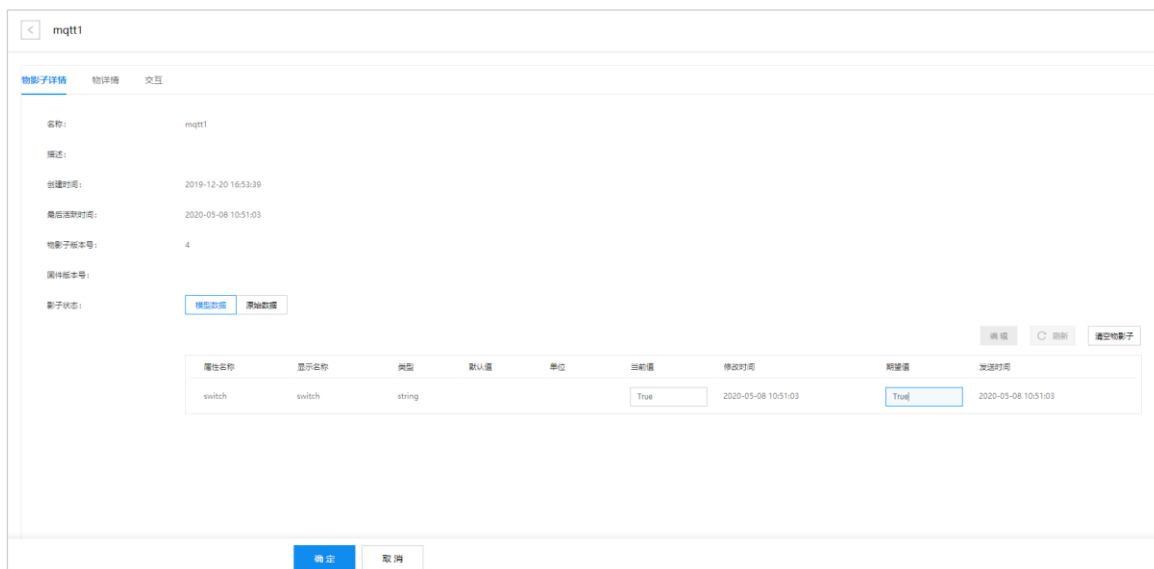 < mqtt1
物影子详情 物详情 交互
名称： mqtt1
描述：
创建时间： 2019-12-20 16:53:39
最后活跃时间： 2020-05-08 10:51:03
物影子版本号： 4
固件版本号：
影子状态： 模型数据 原始数据
编辑 刷新 清空物影子
属性名称 显示名称 类型 默认值 单位 当前值 修改时间 期望值 发送时间
switch switch string True 2020-05-08 10:51:03 True 2020-05-08 10:51:03
确定 取消